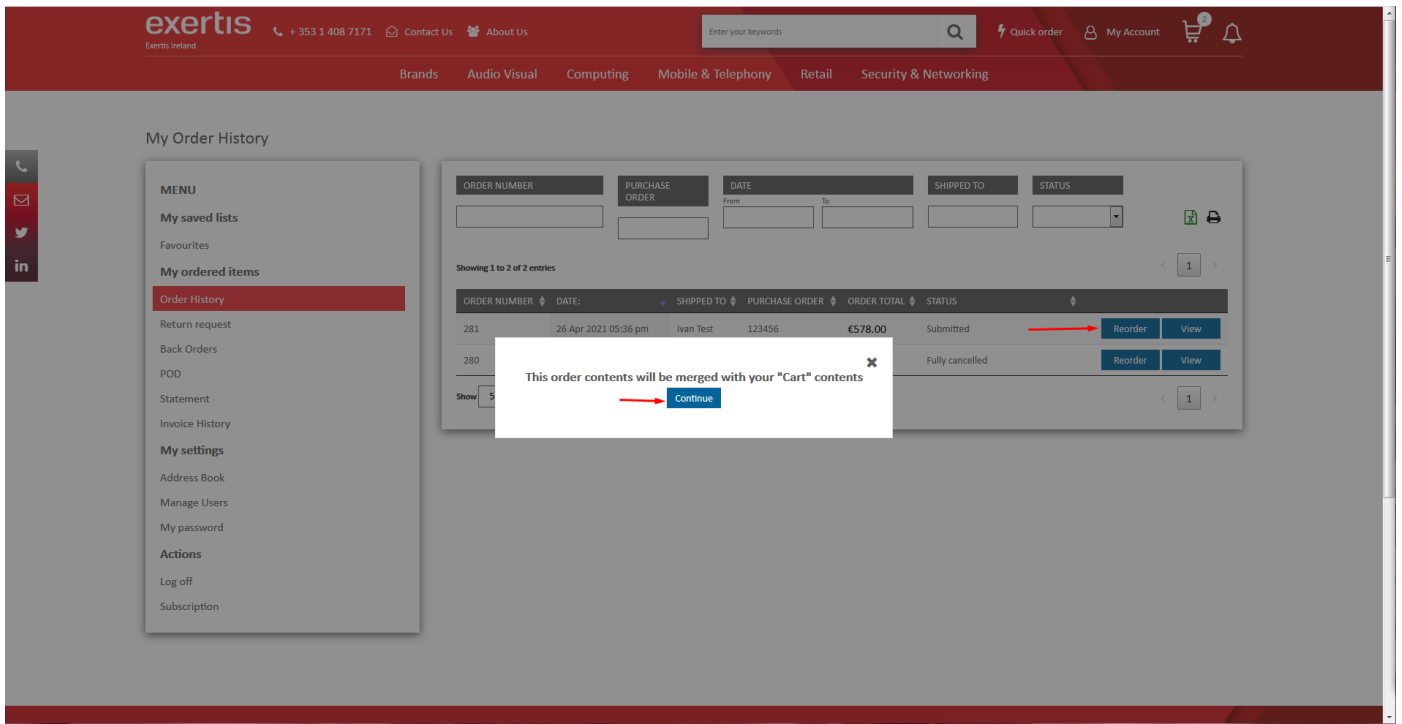 exertis
Exertis Ireland
+ 353 1 408 7171 Contact Us About Us
Enter your keywords
Quick order My Account 2
Brands Audio Visual Computing Mobile & Telephony Retail Security & Networking
My Order History
MENU
My saved lists
Favourites
My ordered items
Order History
Return request
Back Orders
POD
Statement
Invoice History
My settings
Address Book
Manage Users
My password
Actions
Log off
Subscription
ORDER NUMBER PURCHASE ORDER DATE SHIPPED TO STATUS
From To
Showing 1 to 2 of 2 entries < 1 >
ORDER NUMBER DATE: SHIPPED TO PURCHASE ORDER ORDER TOTAL STATUS
281 26 Apr 2021 05:36 pm Ivan Test 123456 €578.00 Submitted Reorder View
280 Fully cancelled Reorder View
Show 5 < 1 >
This order contents will be merged with your "Cart" contents
Continue
in